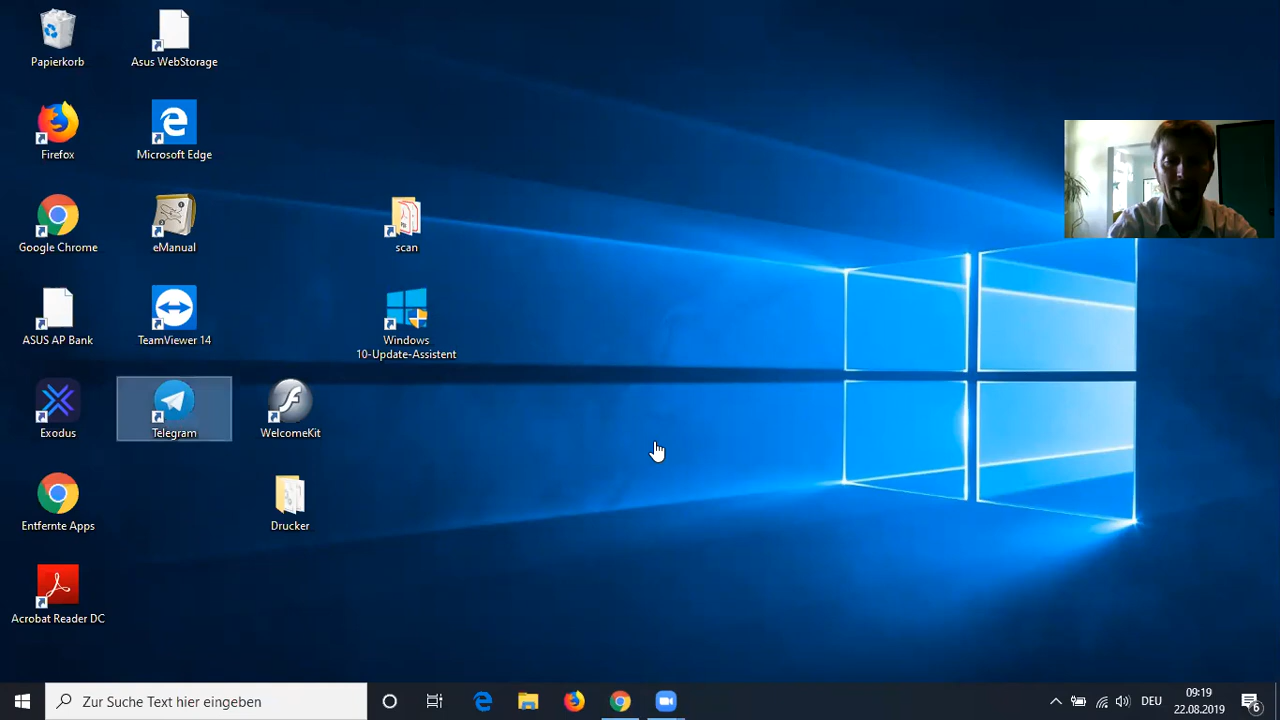 Papierkorb
Asus WebStorage
Firefox
Microsoft Edge
Google Chrome
eManual
scan
ASUS AP Bank
TeamViewer 14
Windows
10-Update-Assistent
Exodus
Telegram
WelcomeKit
Entfernte Apps
Drucker
Acrobat Reader DC
Zur Suche Text hier eingeben
DEU
09:19
22.08.2019
6